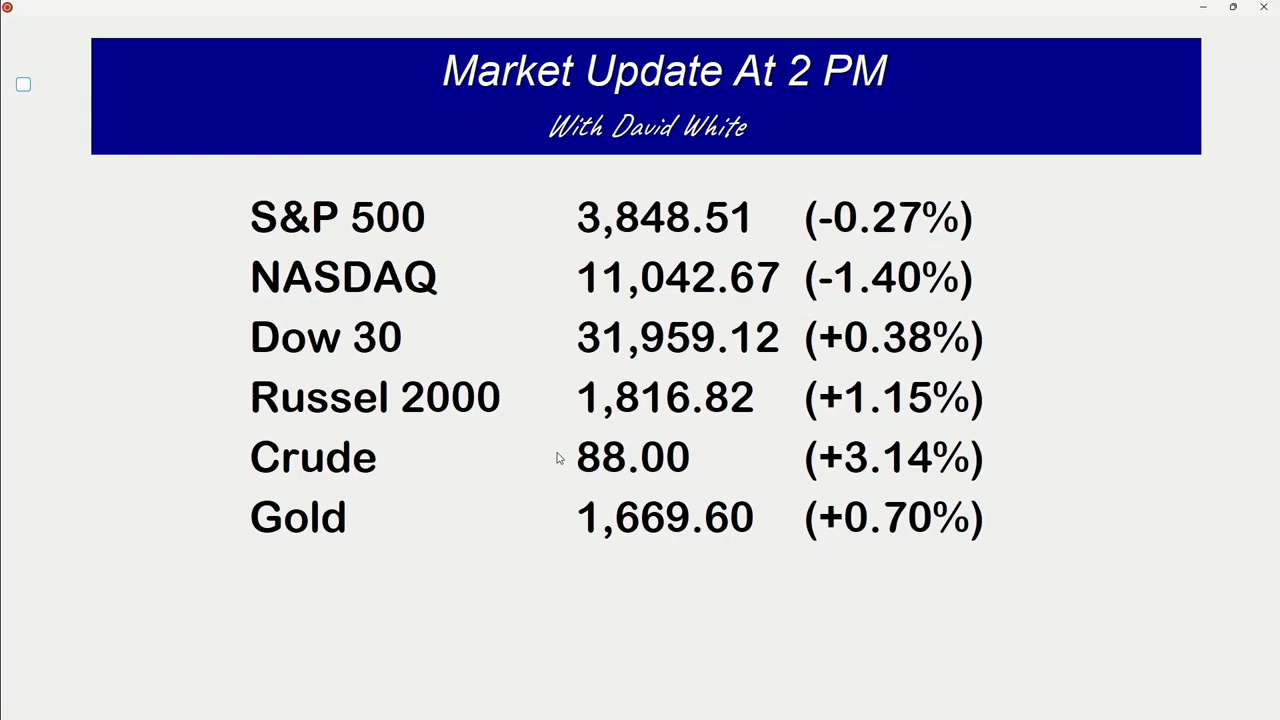 Market Update At 2 PM
With David White
S&P 500 3,848.51 (-0.27%)
NASDAQ 11,042.67 (-1.40%)
Dow 30 31,959.12 (+0.38%)
Russel 2000 1,816.82 (+1.15%)
Crude 88.00 (+3.14%)
Gold 1,669.60 (+0.70%)